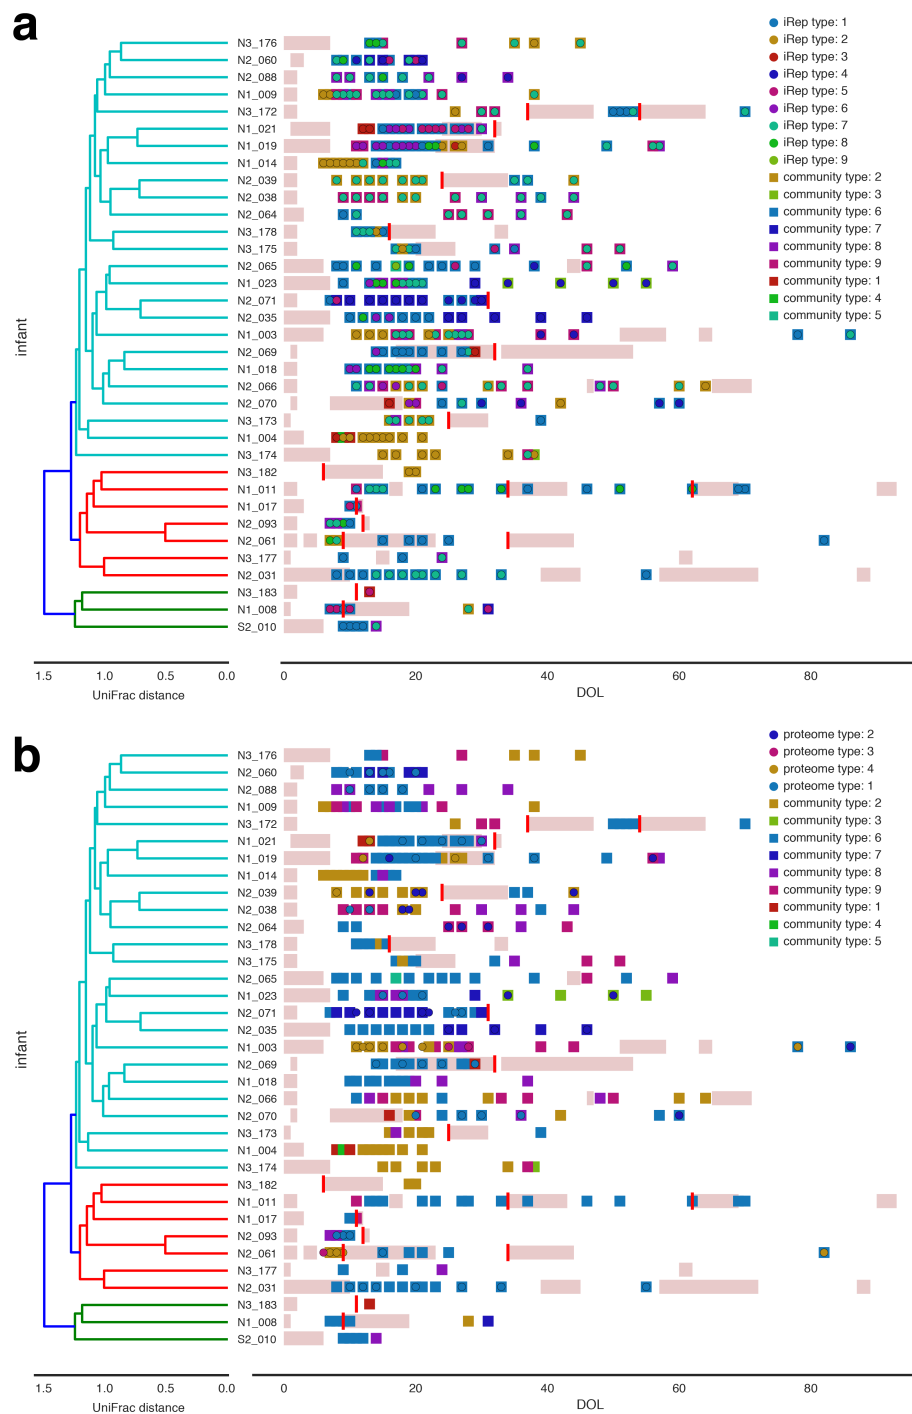 a
N3_176
N2_060
N2_088
N1_009
N3_172
N1_021
N1_019
N1_014
N2_039
N2_038
N2_064
N3_178
N3_175
N2_065
N1_023
N2_071
N2_035
N1_003
N2_069
N1_018
N2_066
N2_070
N3_173
N1_004
N3_174
N3_182
N1_011
N1_017
N2_093
N2_061
N3_177
N2_031
N3_183
N1_008
S2_010
infant
iRep type: 1
iRep type: 2
iRep type: 3
iRep type: 4
iRep type: 5
iRep type: 6
iRep type: 7
iRep type: 8
iRep type: 9
community type: 2
community type: 3
community type: 6
community type: 7
community type: 8
community type: 9
community type: 1
community type: 4
community type: 5
1.5 1.0 0.0
UniFrac distance
0 20 40 60 80
DOL
b
N3_176
N2_060
N2_088
N1_009
N3_172
N1_021
N1_019
N1_014
N2_039
N2_038
N2_064
N3_178
N3_175
N2_065
N1_023
N2_071
N2_035
N1_003
N2_069
N1_018
N2_066
N2_070
N3_173
N1_004
N3_174
N3_182
N1_011
N1_017
N2_093
N2_061
N3_177
N2_031
N3_183
N1_008
S2_010
infant
proteome type: 2
proteome type: 3
proteome type: 4
proteome type: 1
community type: 2
community type: 3
community type: 6
community type: 7
community type: 8
community type: 9
community type: 1
community type: 4
community type: 5
1.5 1.0 0.0
UniFrac distance
0 20 40 60 80
DOL